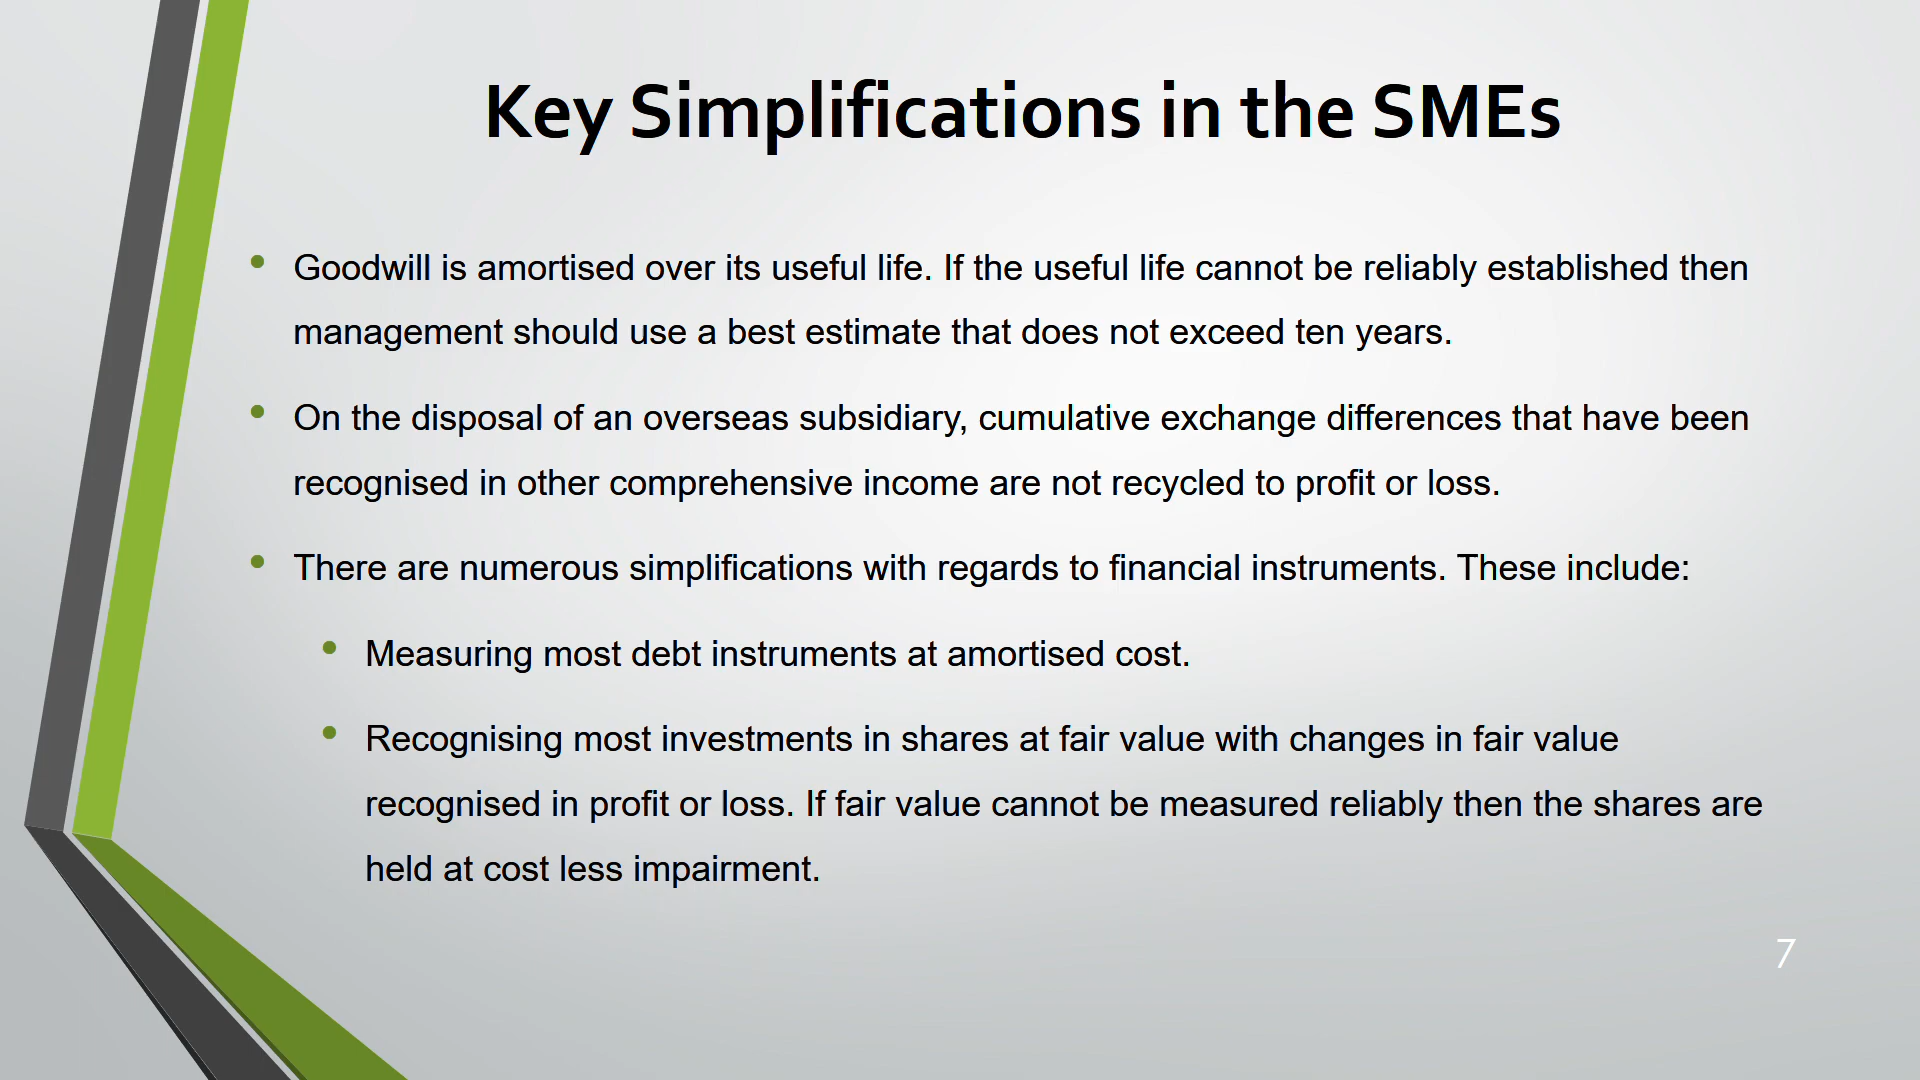 Key Simplifications in the SMEs
• Goodwill is amortised over its useful life. If the useful life cannot be reliably established then
management should use a best estimate that does not exceed ten years.
• On the disposal of an overseas subsidiary, cumulative exchange differences that have been
recognised in other comprehensive income are not recycled to profit or loss.
• There are numerous simplifications with regards to financial instruments. These include:
• Measuring most debt instruments at amortised cost.
• Recognising most investments in shares at fair value with changes in fair value
recognised in profit or loss. If fair value cannot be measured reliably then the shares are
held at cost less impairment.
7